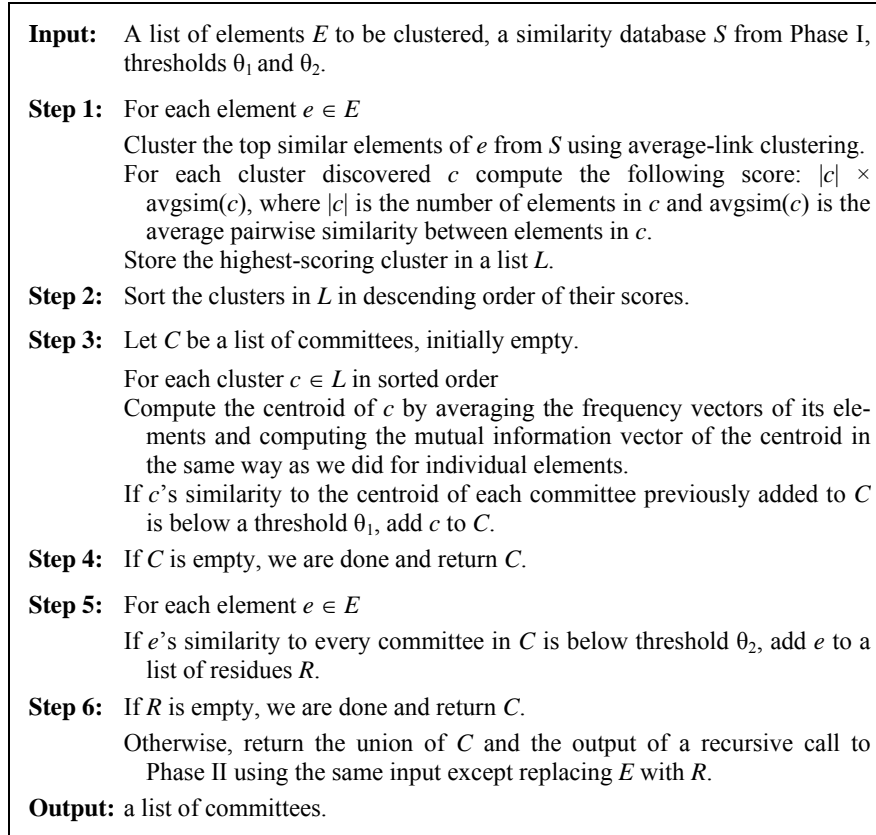 Input: A list of elements E to be clustered, a similarity database S from Phase I,
thresholds θ₁ and θ₂.
Step 1: For each element e ∈ E
Cluster the top similar elements of e from S using average-link clustering.
For each cluster discovered c compute the following score: |c| ×
avgsim(c), where |c| is the number of elements in c and avgsim(c) is the
average pairwise similarity between elements in c.
Store the highest-scoring cluster in a list L.
Step 2: Sort the clusters in L in descending order of their scores.
Step 3: Let C be a list of committees, initially empty.
For each cluster c ∈ L in sorted order
Compute the centroid of c by averaging the frequency vectors of its ele-
ments and computing the mutual information vector of the centroid in
the same way as we did for individual elements.
If c's similarity to the centroid of each committee previously added to C
is below a threshold θ₁, add c to C.
Step 4: If C is empty, we are done and return C.
Step 5: For each element e ∈ E
If e's similarity to every committee in C is below threshold θ₂, add e to a
list of residues R.
Step 6: If R is empty, we are done and return C.
Otherwise, return the union of C and the output of a recursive call to
Phase II using the same input except replacing E with R.
Output: a list of committees.